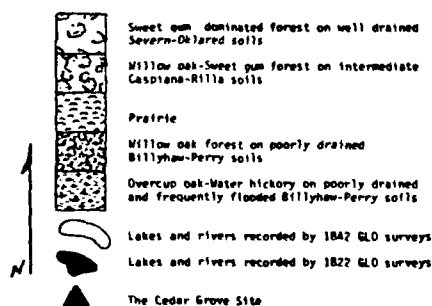 Sweet gum dominated forest on well drained
Severn-Oklared soils
Willow oak-Sweet gum forest on intermediate
Caspiana-Rilla soils
Prairie
Willow oak forest on poorly drained
Billyhaw-Perry soils
Overcup oak-Water hickory on poorly drained
and frequently flooded Billyhaw-Perry soils
Lakes and rivers recorded by 1842 GLO surveys
N
Lakes and rivers recorded by 1822 GLO surveys
The Cedar Grove Site